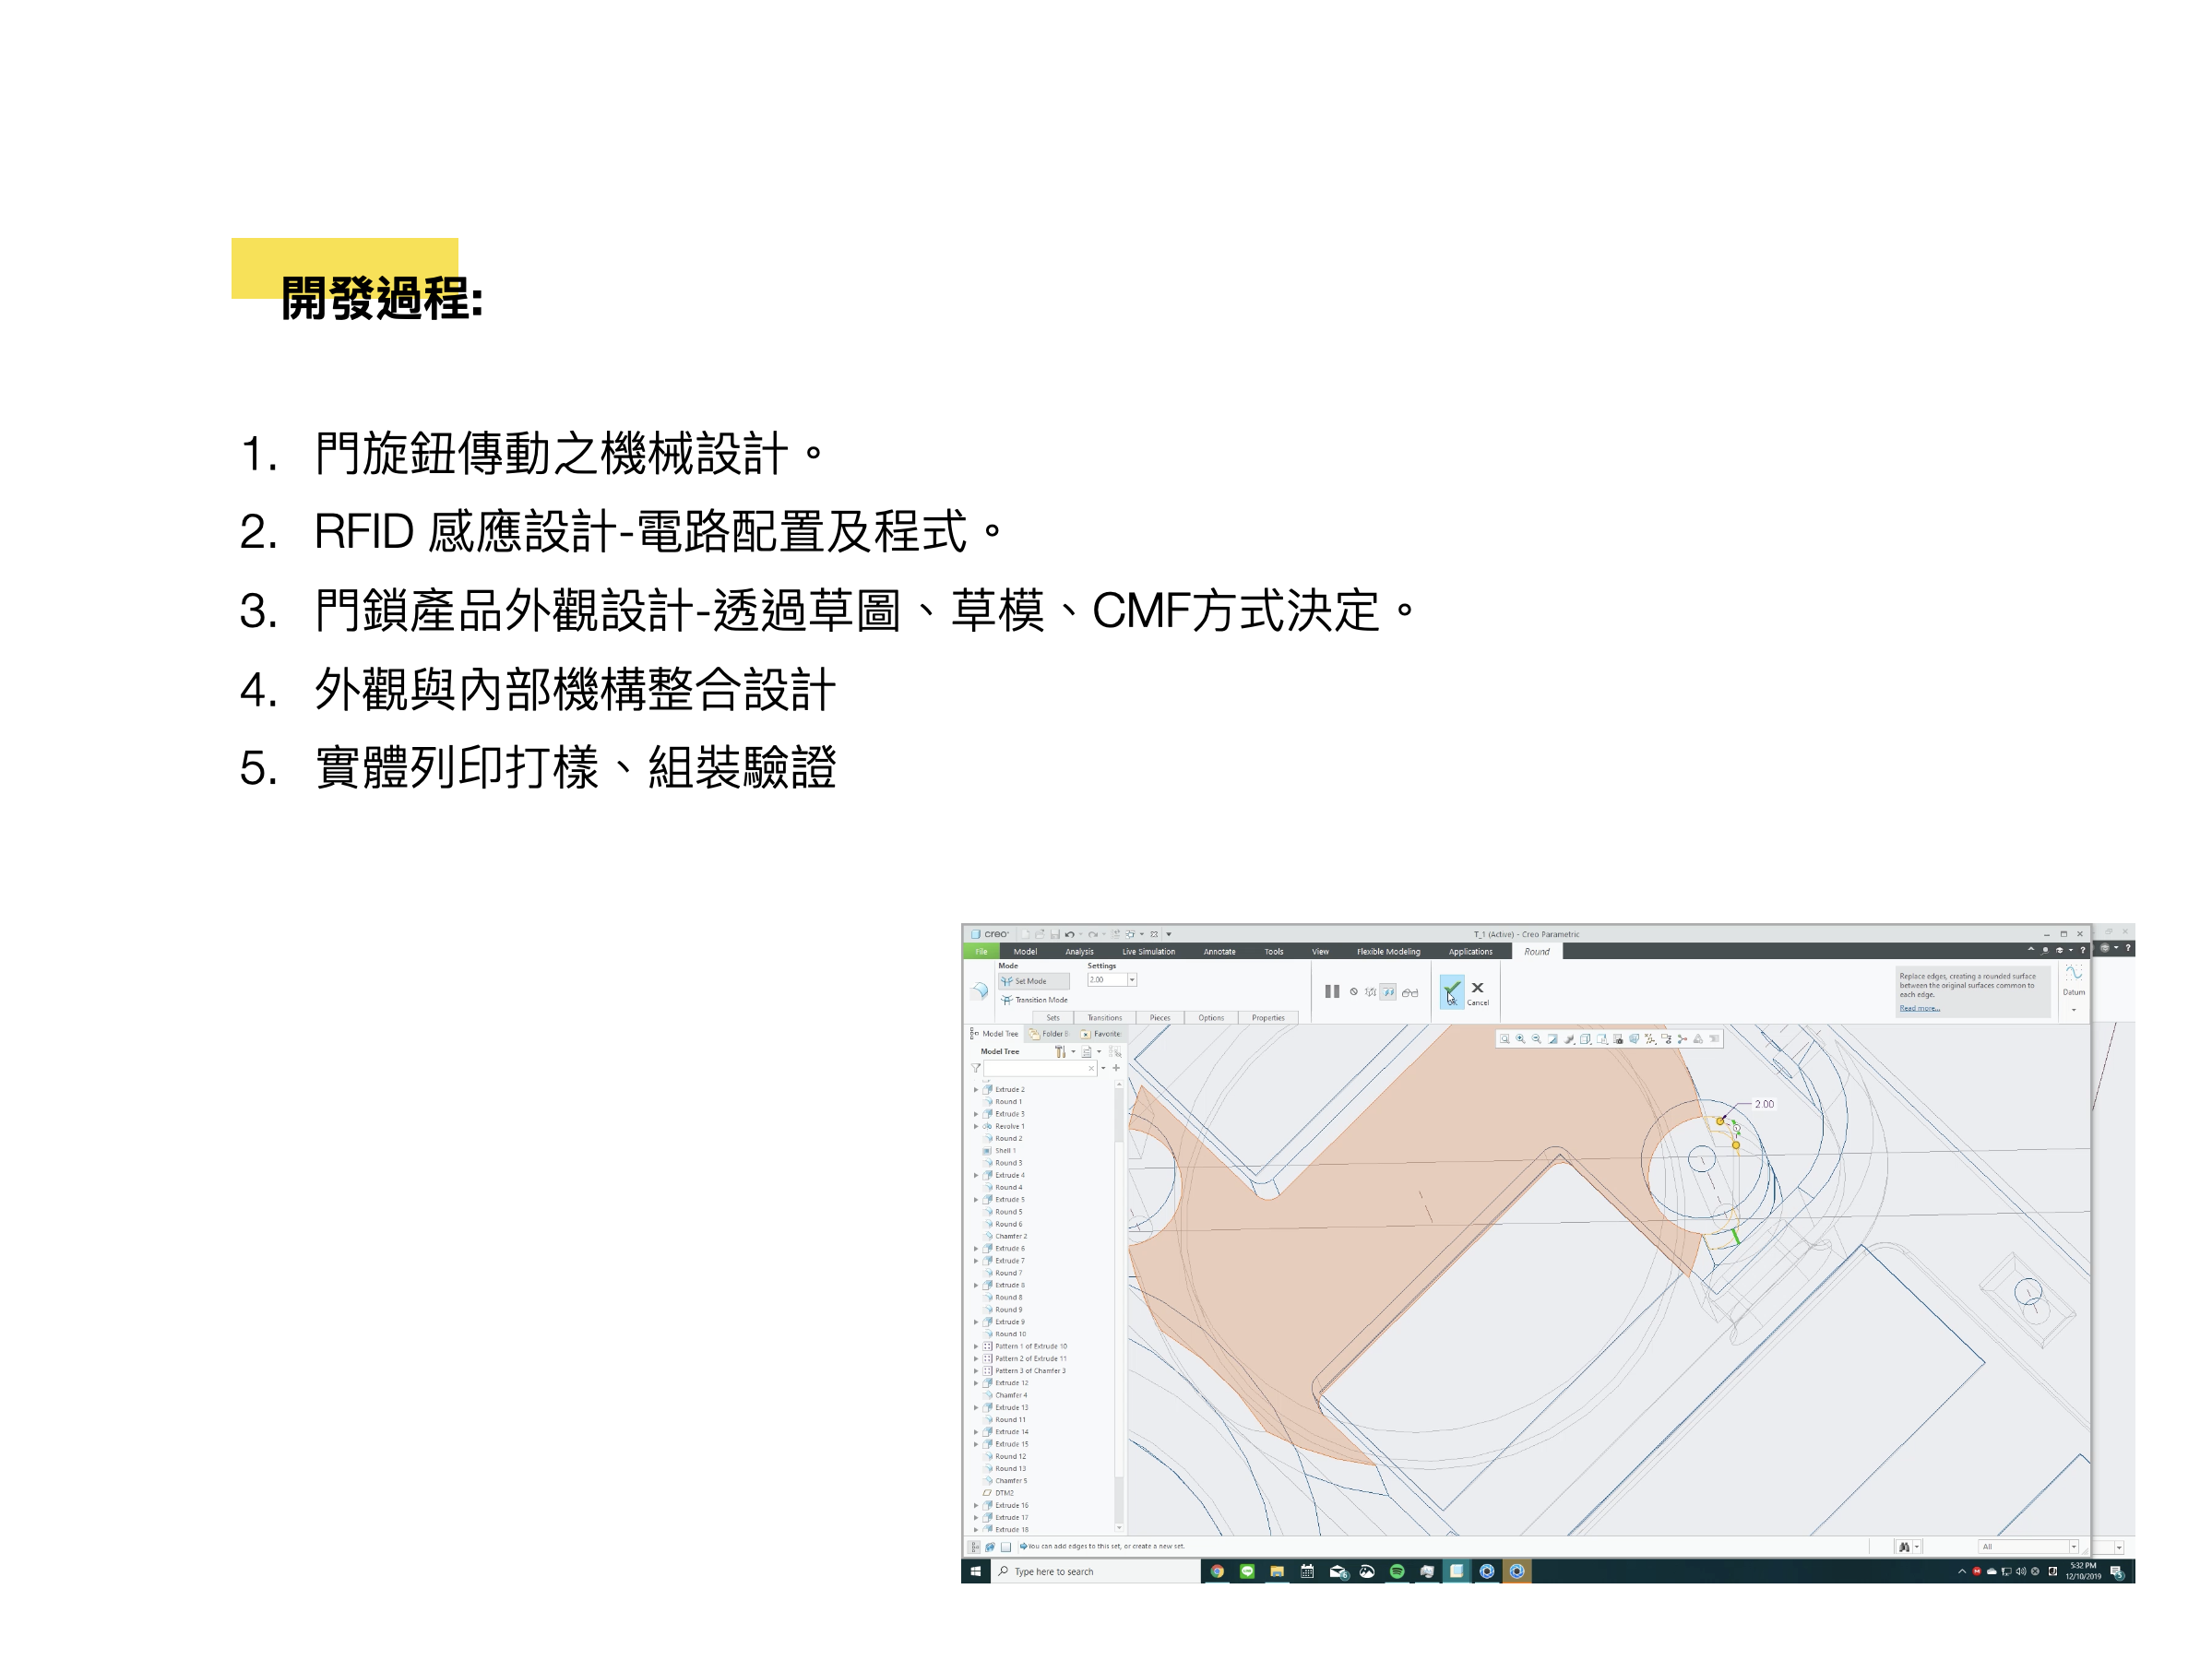 開發過程:
1. 門旋鈕傳動之機械設計。
2. RFID 感應設計-電路配置及程式。
3. 門鎖產品外觀設計-透過草圖、草模、CMF方式決定。
4. 外觀與內部機構整合設計
5. 實體列印打樣、組裝驗證
creo
T_1 (Active) - Creo Parametric
File Model Analysis Live Simulation Annotate Tools View Flexible Modeling Applications Round
Mode Settings
Set Mode 2.00
Transition Mode
OK Cancel
Sets Transitions Pieces Options Properties
Replace edges, creating a rounded surface
between the original surfaces common to
each edge.
Read more...
Datum
Model Tree Folder Favorite
Model Tree
Extrude 2
Round 1
Extrude 3
Revolve 1
Round 2
Shell 1
Round 3
Extrude 4
Round 4
Extrude 5
Round 5
Round 6
Chamfer 2
Extrude 6
Extrude 7
Round 7
Extrude 8
Round 8
Round 9
Extrude 9
Round 10
Pattern 1 of Extrude 10
Pattern 2 of Extrude 11
Pattern 3 of Chamfer 3
Extrude 12
Chamfer 4
Extrude 13
Round 11
Extrude 14
Extrude 15
Round 12
Round 13
Chamfer 5
DTM2
Extrude 16
Extrude 17
Extrude 18
2.00
You can add edges to this set, or create a new set.
All
Type here to search
5:32 PM
12/10/2019